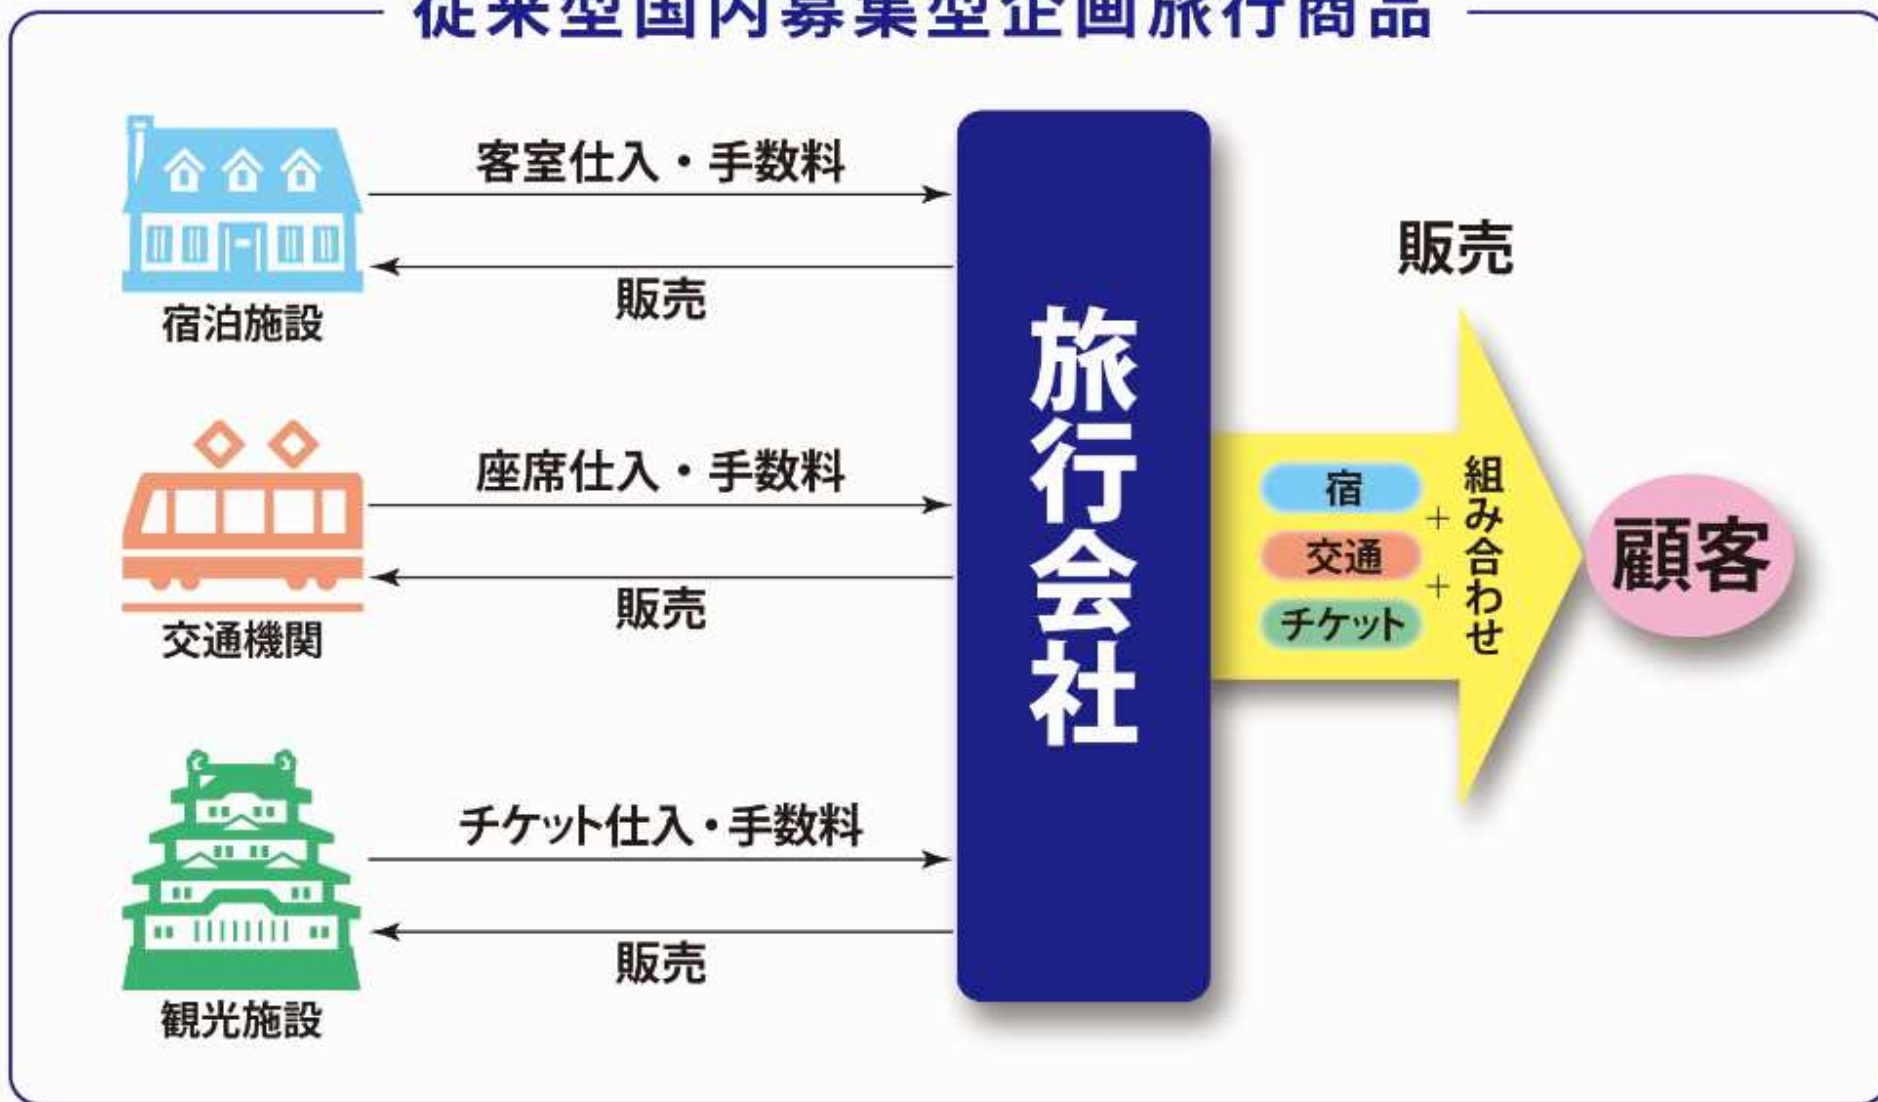 従来型国内募集型企画旅行商品
客室仕入・手数料
販売
宿泊施設
座席仕入・手数料
販売
交通機関
チケット仕入・手数料
販売
観光施設
旅行会社
販売
宿
+
交通
+
チケット
組み合わせ
顧客